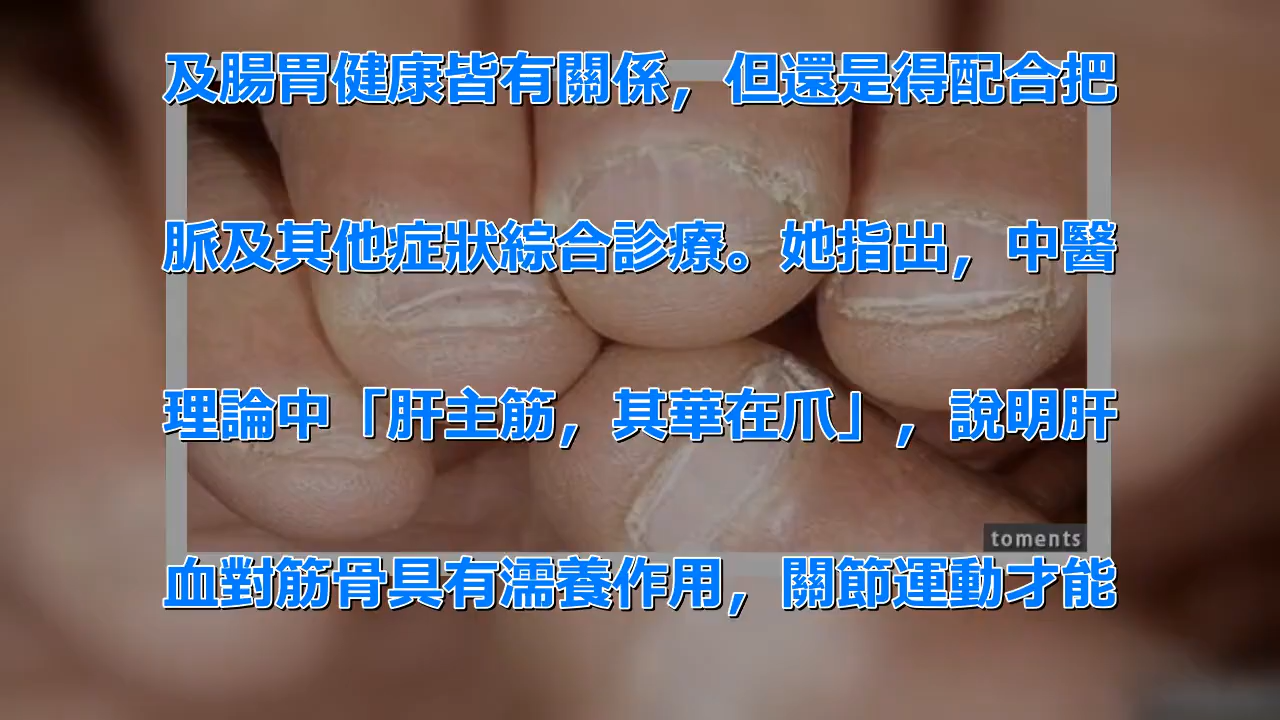 及腸胃健康皆有關係，但還是得配合把
脈及其他症狀綜合診療。她指出，中醫
理論中「肝主筋，其華在爪」，說明肝
toments
血對筋骨具有濡養作用，關節運動才能